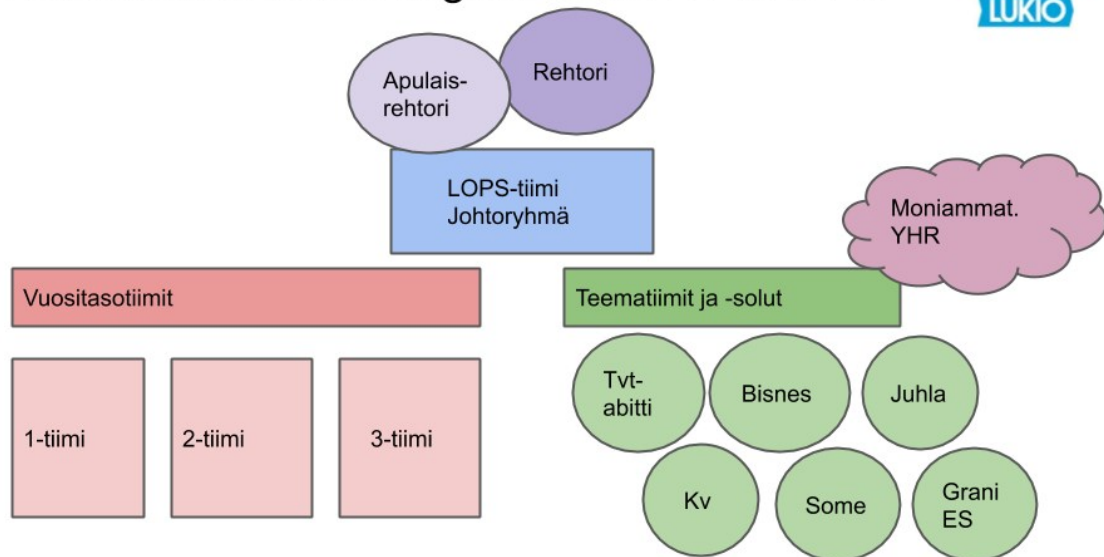 LUKIO
Apulais-
rehtori
Rehtori
LOPS-tiimi
Johtoryhmä
Moniammat.
YHR
Vuositasotiimit
Teematiimit ja -solut
1-tiimi
2-tiimi
3-tiimi
Tvt-
abitti
Bisnes
Juhla
Kv
Some
Grani
ES